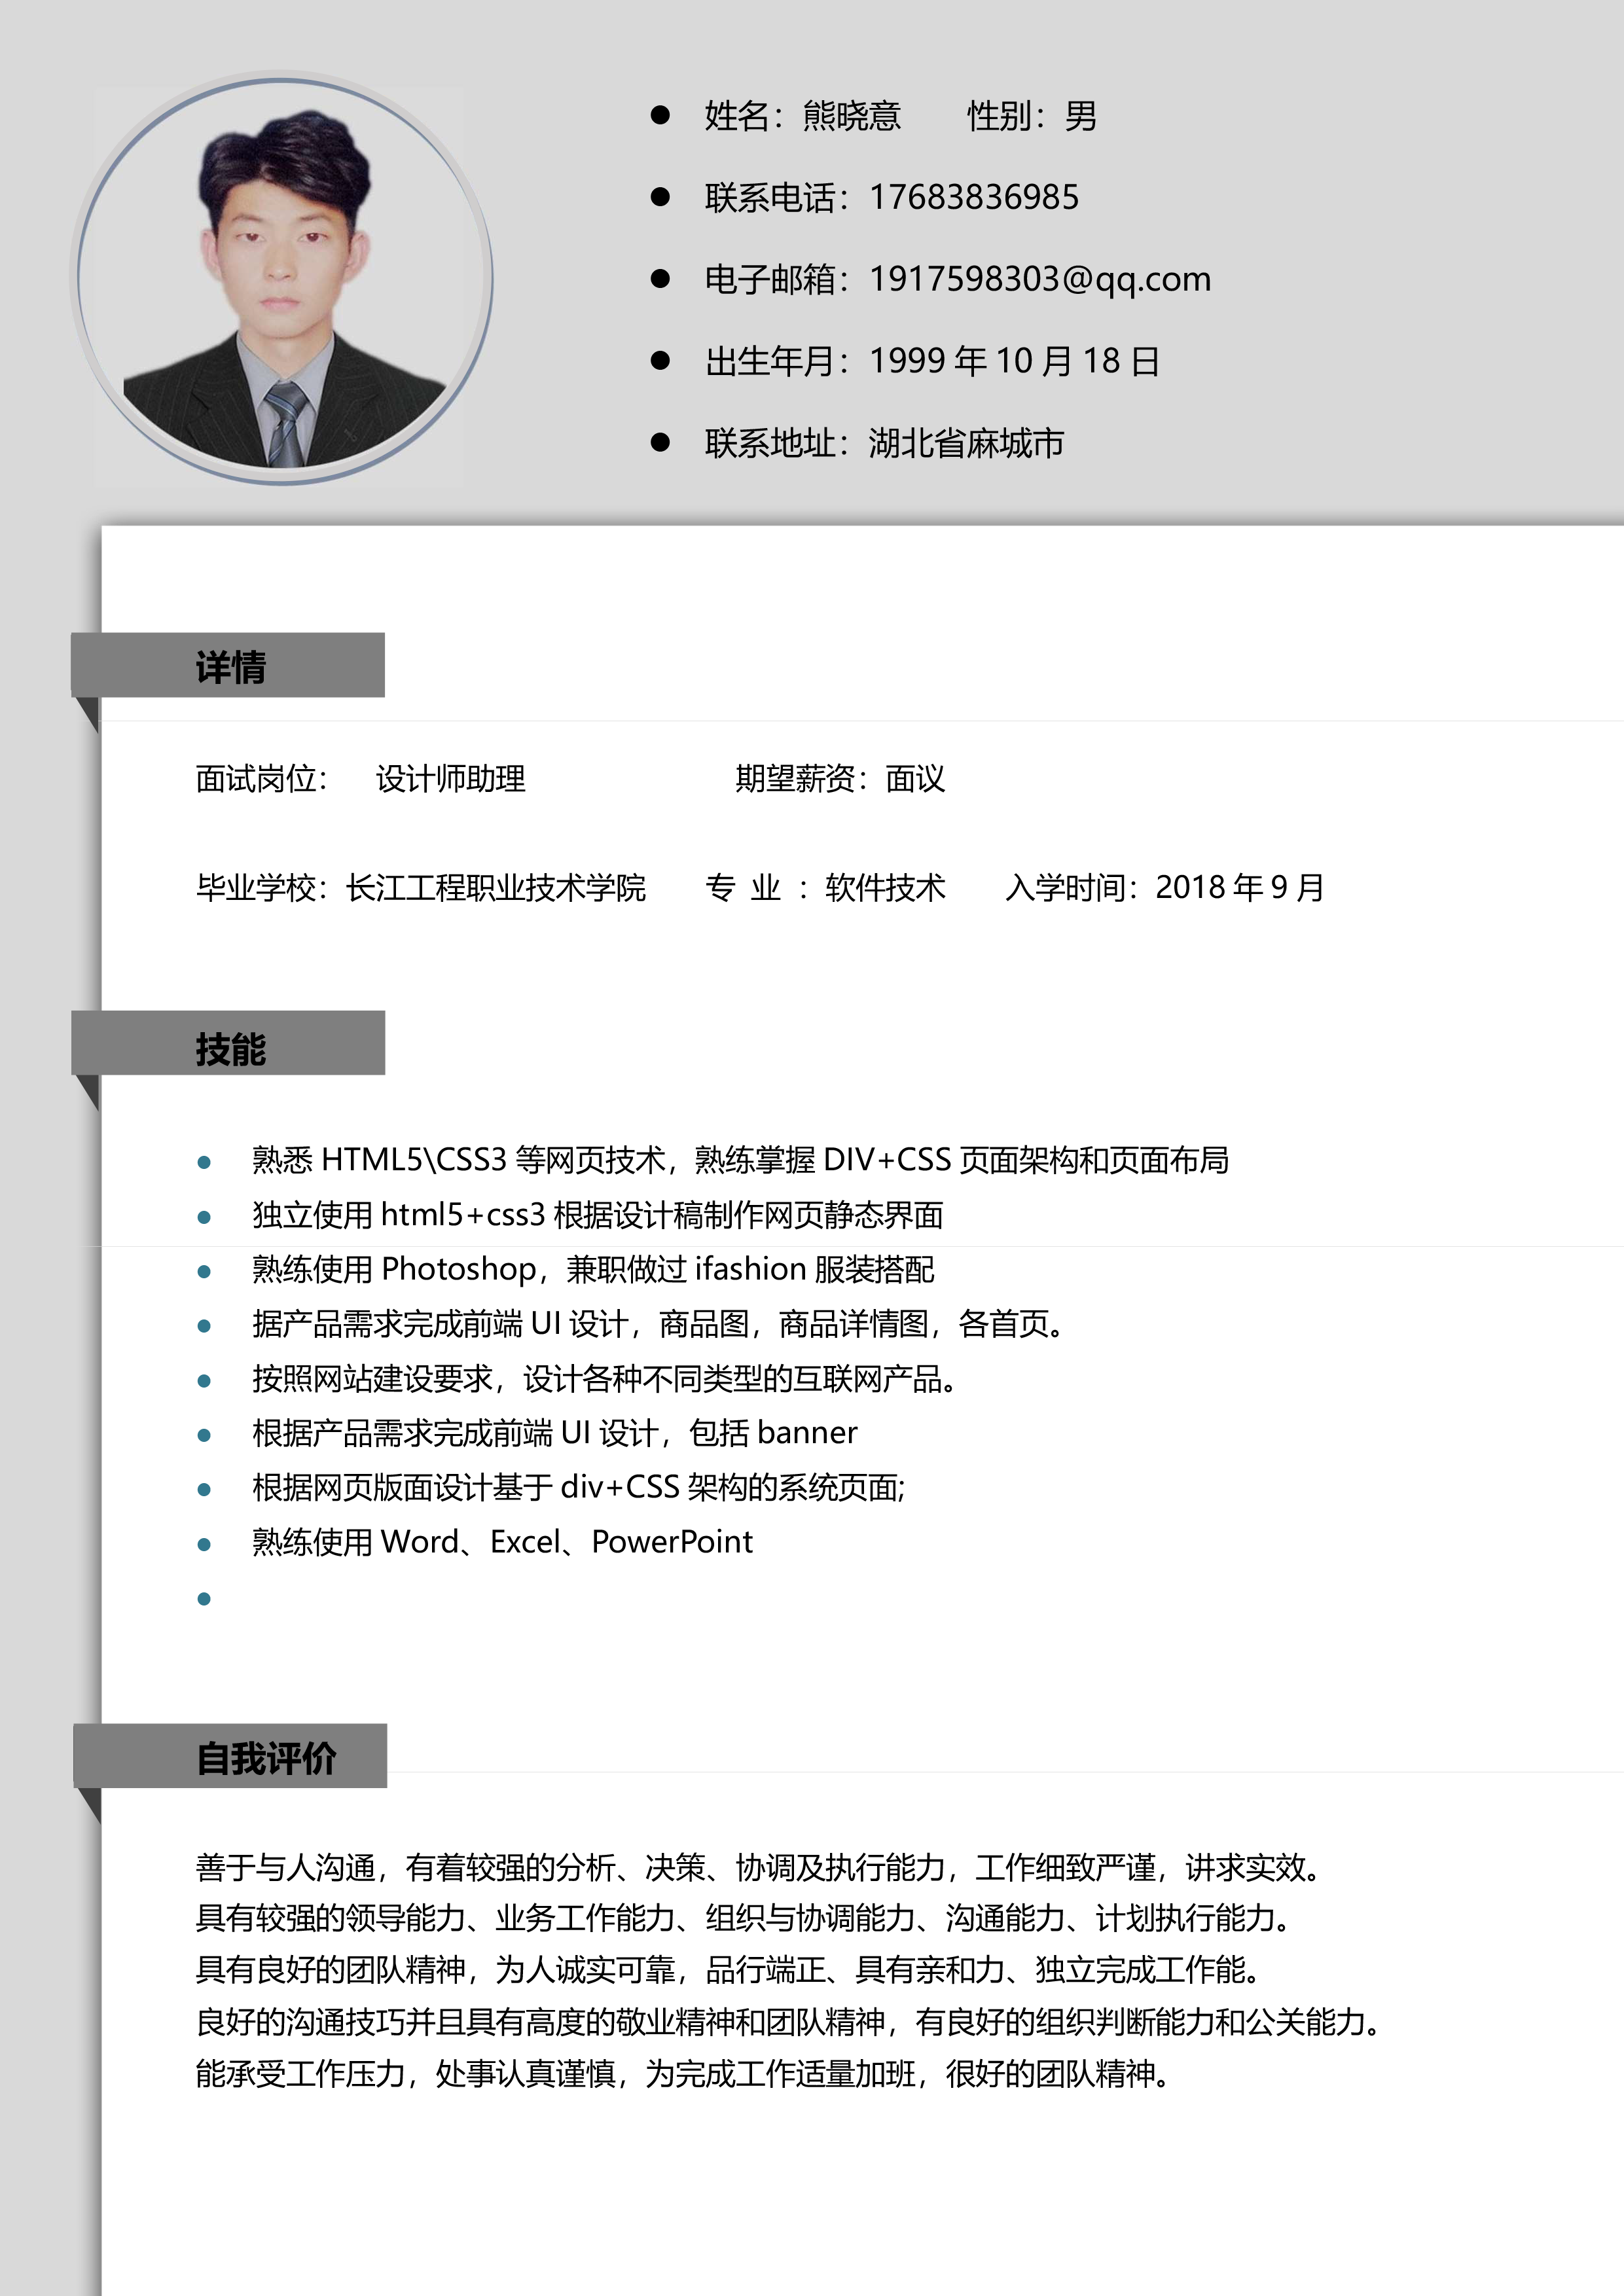 姓名：熊晓意　　性别：男
联系电话：17683836985
电子邮箱：1917598303@qq.com
出生年月：1999 年 10 月 18 日
联系地址：湖北省麻城市
详情
面试岗位：　设计师助理　　　　　　　期望薪资：面议
毕业学校：长江工程职业技术学院　　专 业 ：软件技术　　入学时间：2018 年 9 月
技能
熟悉 HTML5\CSS3 等网页技术，熟练掌握 DIV+CSS 页面架构和页面布局
独立使用 html5+css3 根据设计稿制作网页静态界面
熟练使用 Photoshop，兼职做过 ifashion 服装搭配
据产品需求完成前端 UI 设计，商品图，商品详情图，各首页。
按照网站建设要求，设计各种不同类型的互联网产品。
根据产品需求完成前端 UI 设计，包括 banner
根据网页版面设计基于 div+CSS 架构的系统页面;
熟练使用 Word、Excel、PowerPoint
自我评价
善于与人沟通，有着较强的分析、决策、协调及执行能力，工作细致严谨，讲求实效。
具有较强的领导能力、业务工作能力、组织与协调能力、沟通能力、计划执行能力。
具有良好的团队精神，为人诚实可靠，品行端正、具有亲和力、独立完成工作能。
良好的沟通技巧并且具有高度的敬业精神和团队精神，有良好的组织判断能力和公关能力。
能承受工作压力，处事认真谨慎，为完成工作适量加班，很好的团队精神。